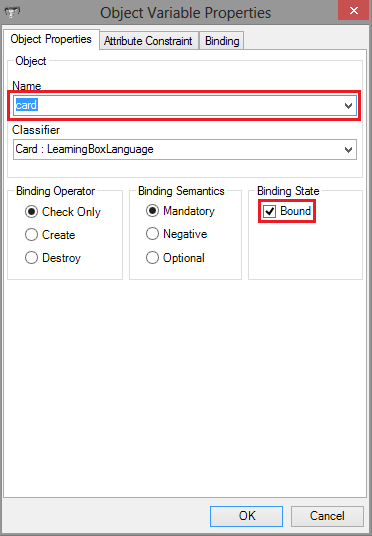 Object Variable Properties
Object Properties Attribute Constraint Binding
Object
Name
card
Classifier
Card : LearningBoxLanguage
Binding Operator Binding Semantics Binding State
Check Only Mandatory Bound
Create Negative
Destroy Optional
OK Cancel